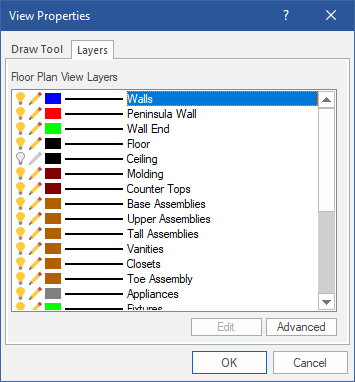 View Properties
Draw Tool Layers
Floor Plan View Layers
Walls
Peninsula Wall
Wall End
Floor
Ceiling
Molding
Counter Tops
Base Assemblies
Upper Assemblies
Tall Assemblies
Vanities
Closets
Toe Assembly
Appliances
Fixtures
Edit Advanced
OK Cancel